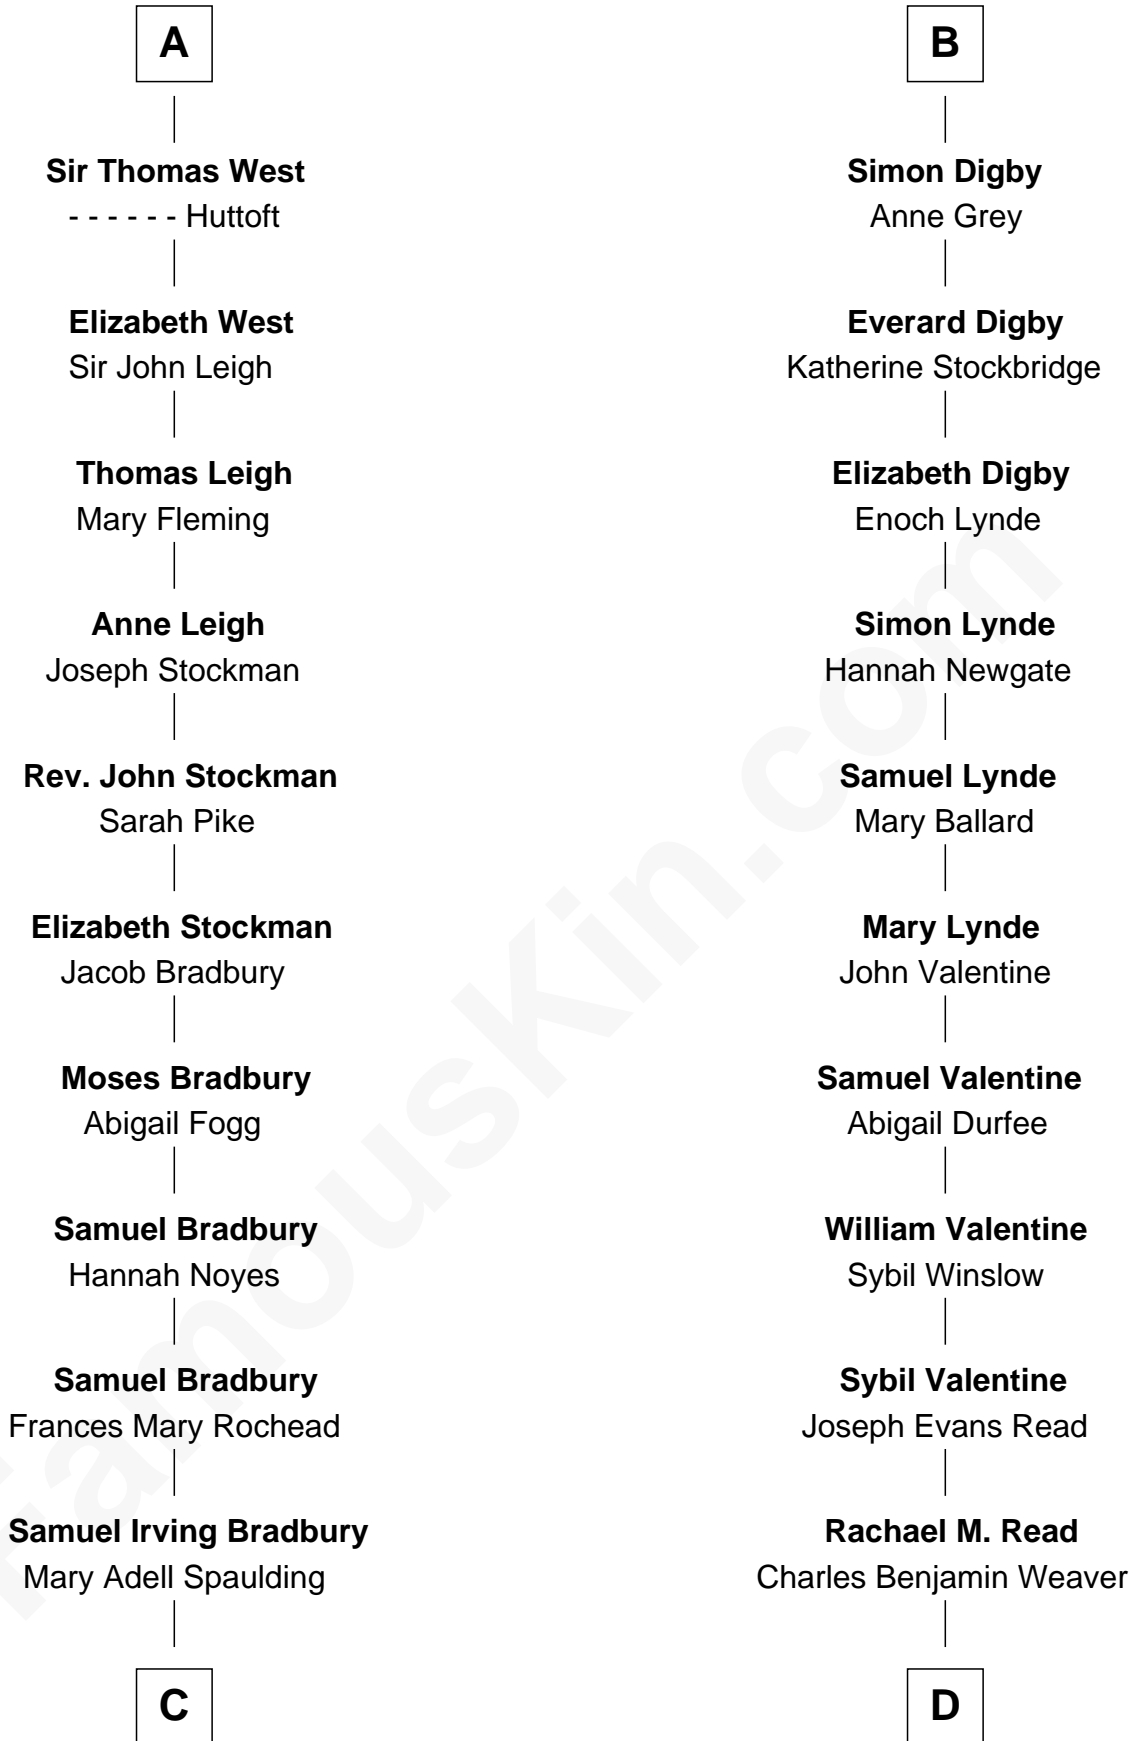 A
Sir Thomas West
- - - - - - Huttoft
Elizabeth West
Sir John Leigh
Thomas Leigh
Mary Fleming
Anne Leigh
Joseph Stockman
Rev. John Stockman
Sarah Pike
Elizabeth Stockman
Jacob Bradbury
Moses Bradbury
Abigail Fogg
Samuel Bradbury
Hannah Noyes
Samuel Bradbury
Frances Mary Rochead
Samuel Irving Bradbury
Mary Adell Spaulding
C
B
Simon Digby
Anne Grey
Everard Digby
Katherine Stockbridge
Elizabeth Digby
Enoch Lynde
Simon Lynde
Hannah Newgate
Samuel Lynde
Mary Ballard
Mary Lynde
John Valentine
Samuel Valentine
Abigail Durfee
William Valentine
Sybil Winslow
Sybil Valentine
Joseph Evans Read
Rachael M. Read
Charles Benjamin Weaver
D
FamousKin.com